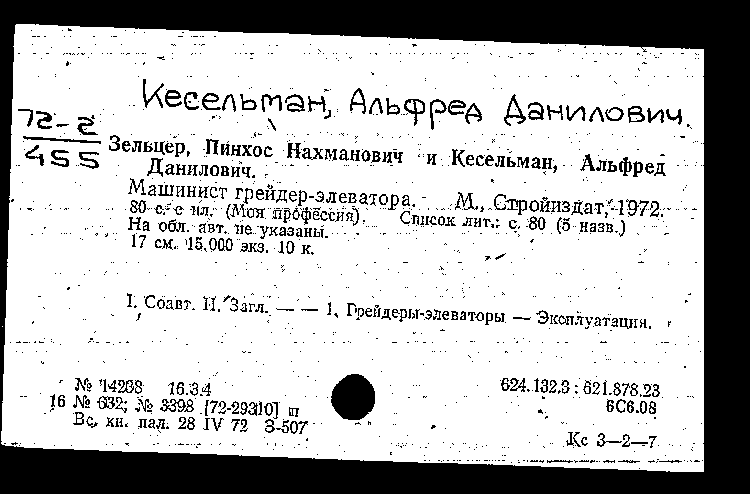 Кесельман, Альфред Данилович.
72-2
455
Зельцер, Пинхос Нахманович и Кесельман, Альфред
Данилович.
Машинист грейдер-элеватора. М., Стройиздат, 1972.
80 с. с ил. (Моя профессия). Список лит.: с. 80 (5 назв.)
На обл. авт. не указаны.
17 см. 15.000 экз. 10 к.
I. Соавт. II. Загл. — — 1. Грейдеры-элеваторы — Эксплуатация.
№ 14268 16.3.4 624.132.3 : 621.878.23
16 № 632; № 3398 [72-29310] п 6С6.08
Вс. кн. пал. 28 IV 72 З-507
Кс 3—2—7